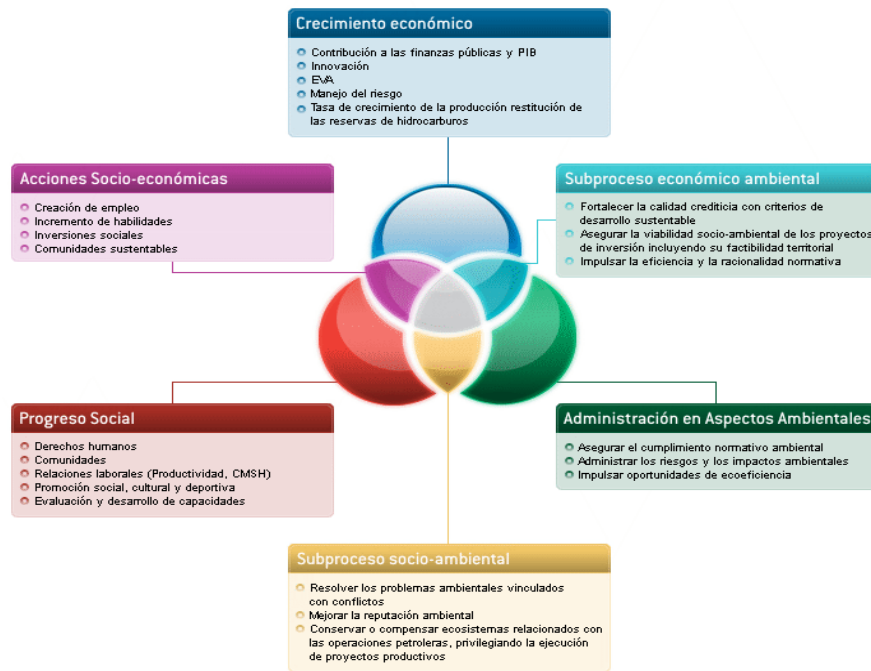 Crecimiento económico
Contribución a las finanzas públicas y PIB
Innovación
EVA
Manejo del riesgo
Tasa de crecimiento de la producción restitución de
las reservas de hidrocarburos
Acciones Socio-económicas
Creación de empleo
Incremento de habilidades
Inversiones sociales
Comunidades sustentables
Subproceso económico ambiental
Fortalecer la calidad crediticia con criterios de
desarrollo sustentable
Asegurar la viabilidad socio-ambiental de los proyectos
de inversión incluyendo su factibilidad territorial
Impulsar la eficiencia y la racionalidad normativa
Progreso Social
Derechos humanos
Comunidades
Relaciones laborales (Productividad, CMSH)
Promoción social, cultural y deportiva
Evaluación y desarrollo de capacidades
Administración en Aspectos Ambientales
Asegurar el cumplimiento normativo ambiental
Administrar los riesgos y los impactos ambientales
Impulsar oportunidades de ecoeficiencia
Subproceso socio-ambiental
Resolver los problemas ambientales vinculados
con conflictos
Mejorar la reputación ambiental
Conservar o compensar ecosistemas relacionados con
las operaciones petroleras, privilegiando la ejecución
de proyectos productivos